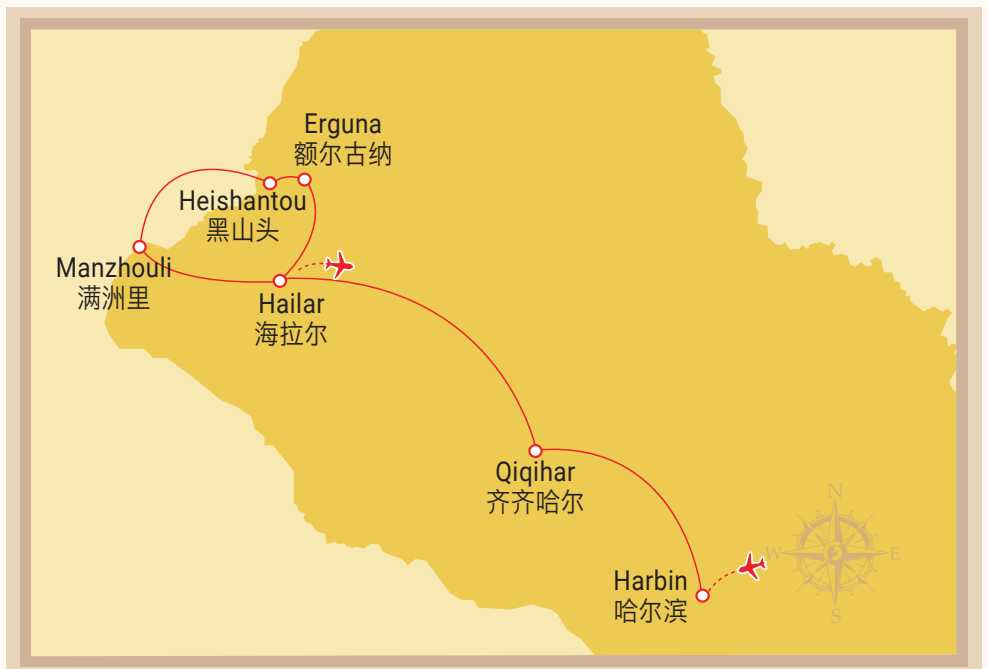 Erguna
额尔古纳
Heishantou
黑山头
Manzhouli
满洲里
Hailar
海拉尔
Qiqihar
齐齐哈尔
N
W
E
S
Harbin
哈尔滨